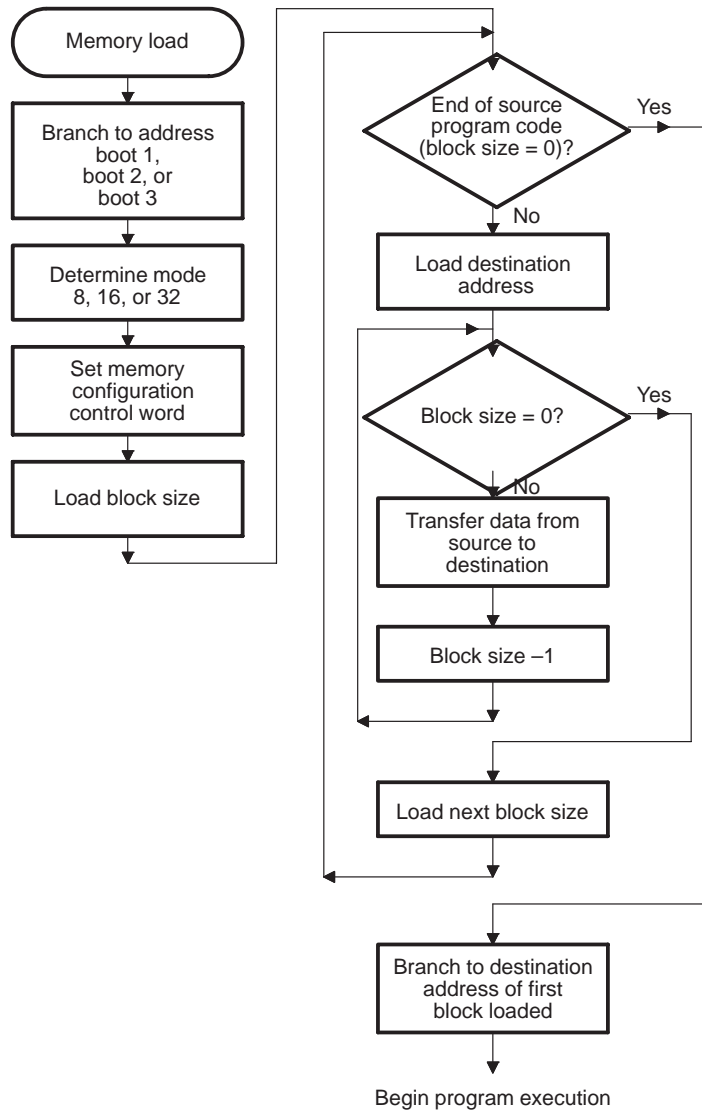 Memory load
Branch to address
boot 1,
boot 2, or
boot 3
Determine mode
8, 16, or 32
Set memory
configuration
control word
Load block size
End of source
program code
(block size = 0)?
Yes
No
Load destination
address
Block size = 0?
Yes
No
Transfer data from
source to
destination
Block size –1
Load next block size
Branch to destination
address of first
block loaded
Begin program execution